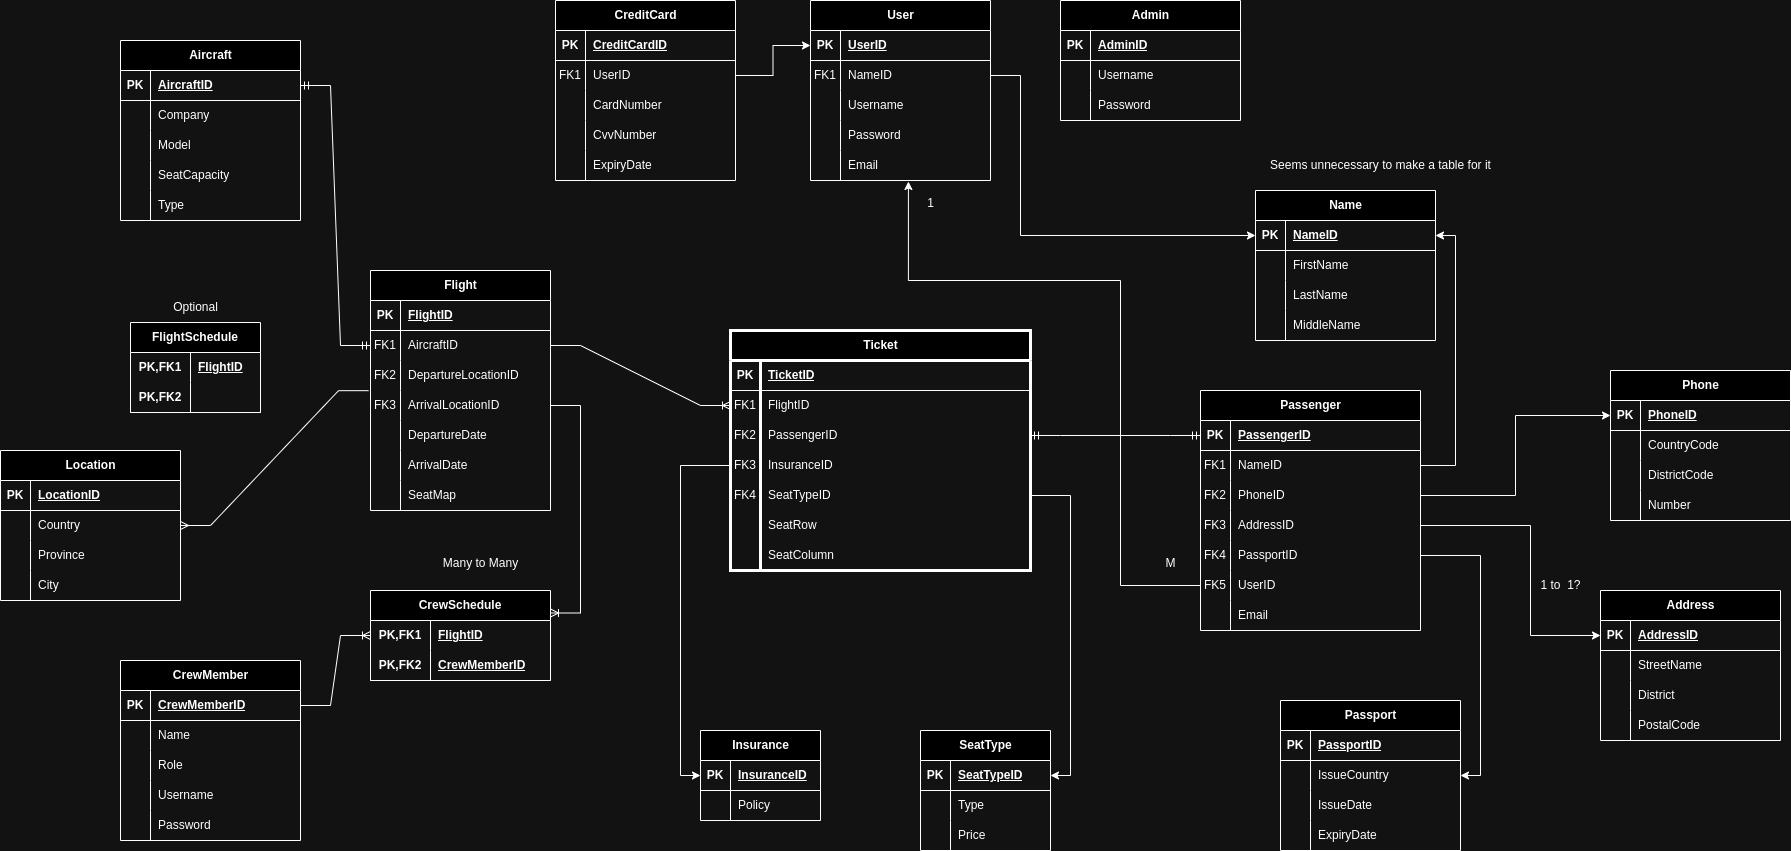 CreditCard
PK CreditCardID
FK1 UserID
CardNumber
CvvNumber
ExpiryDate
User
PK UserID
FK1 NameID
Username
Password
Email
Admin
PK AdminID
Username
Password
Aircraft
PK AircraftID
Company
Model
SeatCapacity
Type
1
Seems unnecessary to make a table for it
Name
PK NameID
FirstName
LastName
MiddleName
Flight
PK FlightID
FK1 AircraftID
FK2 DepartureLocationID
FK3 ArrivalLocationID
DepartureDate
ArrivalDate
SeatMap
Optional
FlightSchedule
PK,FK1 FlightID
PK,FK2
Ticket
PK TicketID
FK1 FlightID
FK2 PassengerID
FK3 InsuranceID
FK4 SeatTypeID
SeatRow
SeatColumn
Passenger
PK PassengerID
FK1 NameID
FK2 PhoneID
FK3 AddressID
FK4 PassportID
FK5 UserID
Email
M
Phone
PK PhoneID
CountryCode
DistrictCode
Number
Location
PK LocationID
Country
Province
City
Many to Many
CrewSchedule
PK,FK1 FlightID
PK,FK2 CrewMemberID
1 to 1?
Address
PK AddressID
StreetName
District
PostalCode
CrewMember
PK CrewMemberID
Name
Role
Username
Password
Insurance
PK InsuranceID
Policy
SeatType
PK SeatTypeID
Type
Price
Passport
PK PassportID
IssueCountry
IssueDate
ExpiryDate